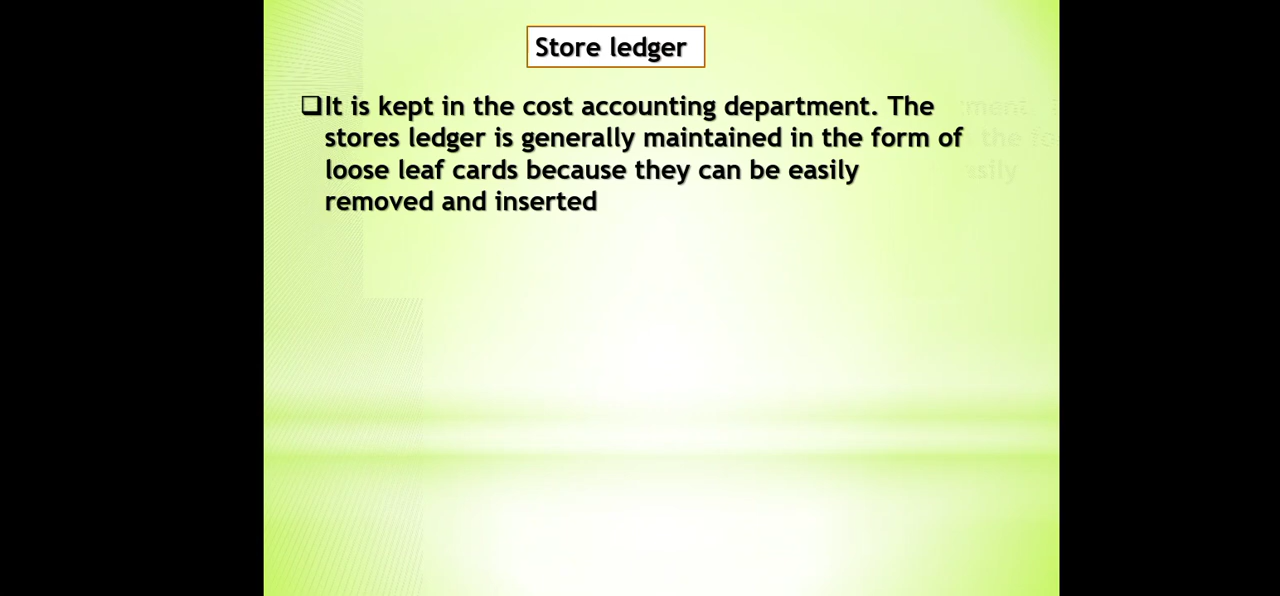 Store ledger
❑It is kept in the cost accounting department. The
stores ledger is generally maintained in the form of
loose leaf cards because they can be easily
removed and inserted